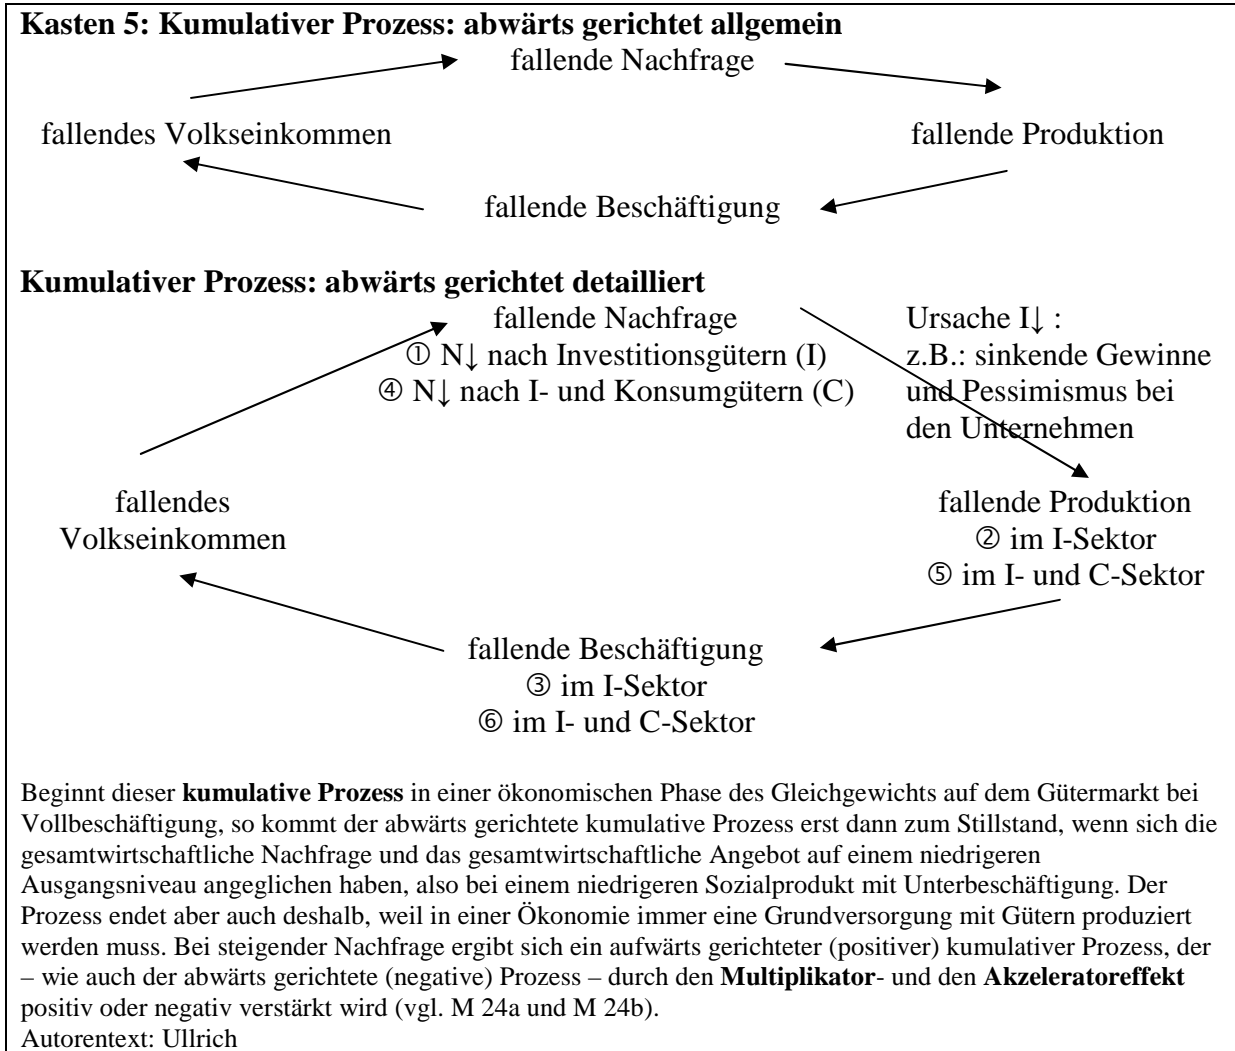 Kasten 5: Kumulativer Prozess: abwärts gerichtet allgemein
fallende Nachfrage
fallendes Volkseinkommen
fallende Produktion
fallende Beschäftigung
Kumulativer Prozess: abwärts gerichtet detailliert
fallende Nachfrage
① N↓ nach Investitionsgütern (I)
④ N↓ nach I- und Konsumgütern (C)
Ursache I↓ :
z.B.: sinkende Gewinne
und Pessimismus bei
den Unternehmen
fallendes
Volkseinkommen
fallende Produktion
② im I-Sektor
⑤ im I- und C-Sektor
fallende Beschäftigung
③ im I-Sektor
⑥ im I- und C-Sektor
Beginnt dieser kumulative Prozess in einer ökonomischen Phase des Gleichgewichts auf dem Gütermarkt bei
Vollbeschäftigung, so kommt der abwärts gerichtete kumulative Prozess erst dann zum Stillstand, wenn sich die
gesamtwirtschaftliche Nachfrage und das gesamtwirtschaftliche Angebot auf einem niedrigeren
Ausgangsniveau angeglichen haben, also bei einem niedrigeren Sozialprodukt mit Unterbeschäftigung. Der
Prozess endet aber auch deshalb, weil in einer Ökonomie immer eine Grundversorgung mit Gütern produziert
werden muss. Bei steigender Nachfrage ergibt sich ein aufwärts gerichteter (positiver) kumulativer Prozess, der
– wie auch der abwärts gerichtete (negative) Prozess – durch den Multiplikator- und den Akzeleratoreffekt
positiv oder negativ verstärkt wird (vgl. M 24a und M 24b).
Autorentext: Ullrich